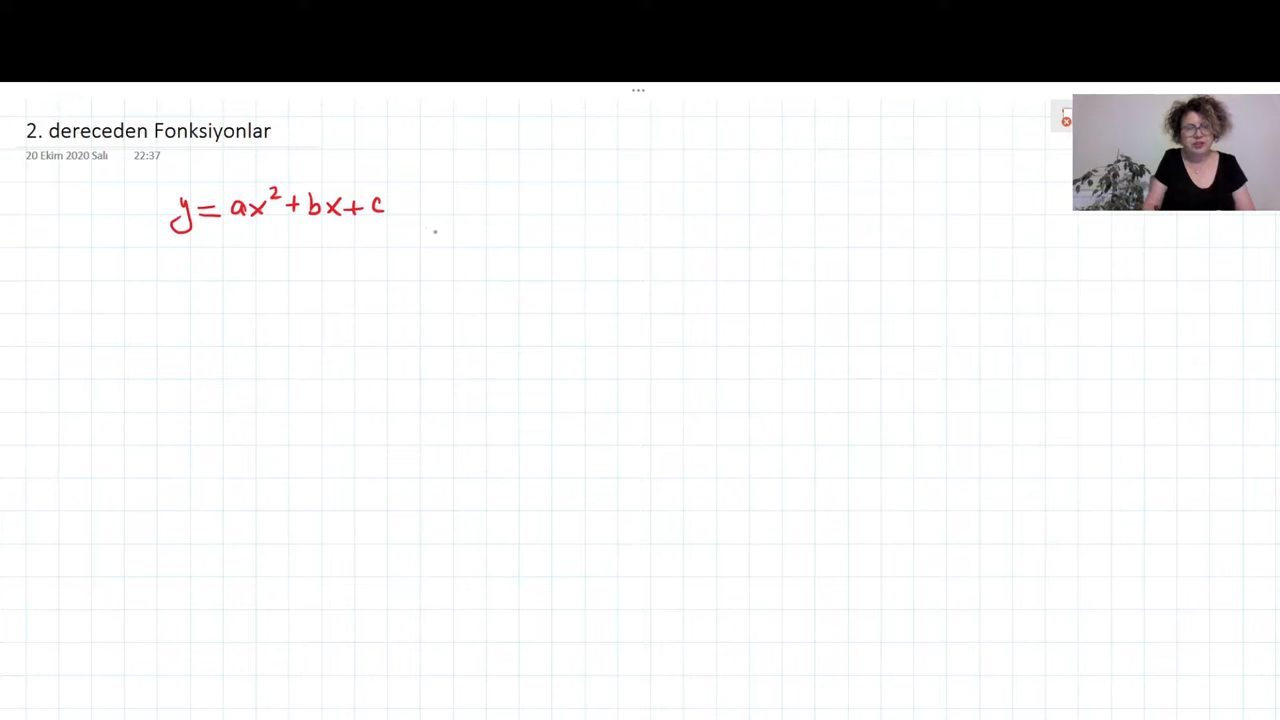 2. dereceden Fonksiyonlar
20 Ekim 2020 Salı 22:37
y = ax² + bx + c